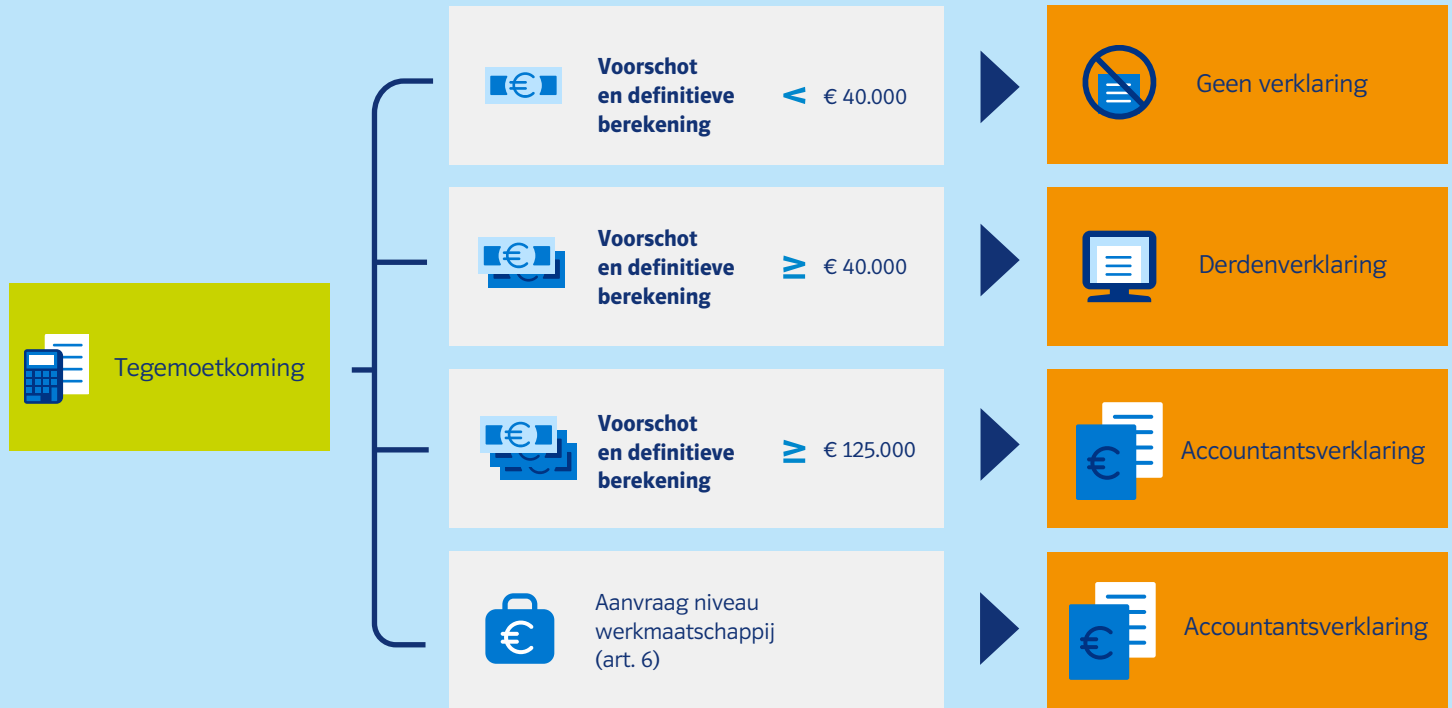 Tegemoetkoming
Voorschot
en definitieve
berekening
< € 40.000
Geen verklaring
Voorschot
en definitieve
berekening
≥ € 40.000
Derdenverklaring
Voorschot
en definitieve
berekening
≥ € 125.000
Accountantsverklaring
Aanvraag niveau
werkmaatschappij
(art. 6)
Accountantsverklaring